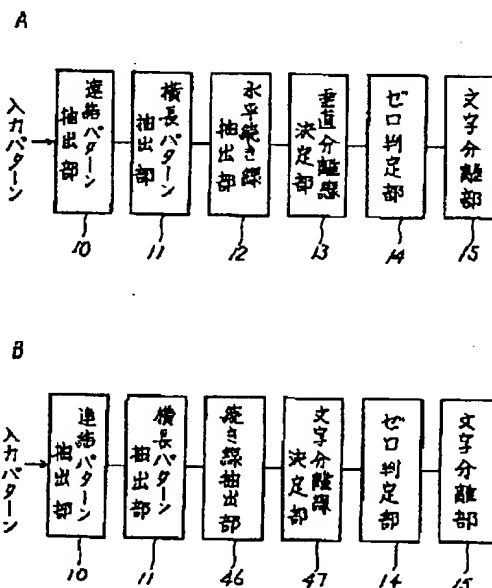 A
入力パターン
連絡パターン
抽出部
横長パターン
抽出部
水平続き線
抽出部
垂直分離線
決定部
ゼロ判定部
文字分離部
10
11
12
13
14
15
B
入力パターン
連絡パターン
抽出部
横長パターン
抽出部
続き線抽出部
文字分離線
決定部
ゼロ判定部
文字分離部
10
11
46
47
14
15